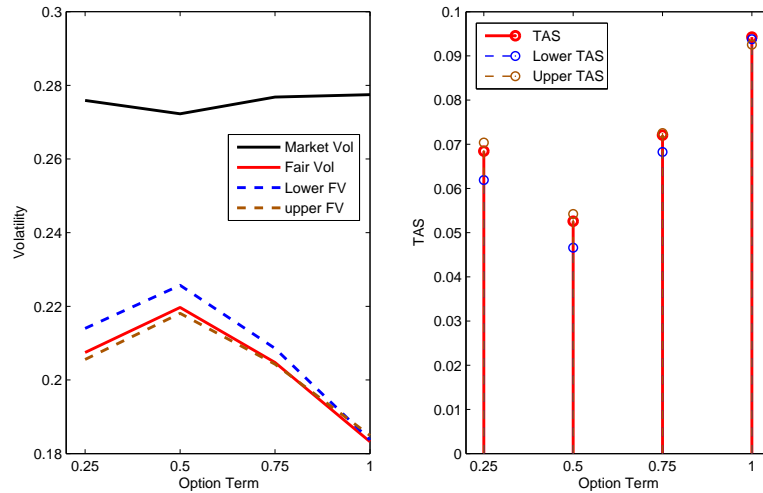 0.3
0.28
0.26
0.24
0.22
0.2
0.18
Volatility
0.25
0.5
0.75
1
Option Term
Market Vol
Fair Vol
Lower FV
upper FV
0.1
0.09
0.08
0.07
0.06
0.05
0.04
0.03
0.02
0.01
0
TAS
0.25
0.5
0.75
1
Option Term
TAS
Lower TAS
Upper TAS